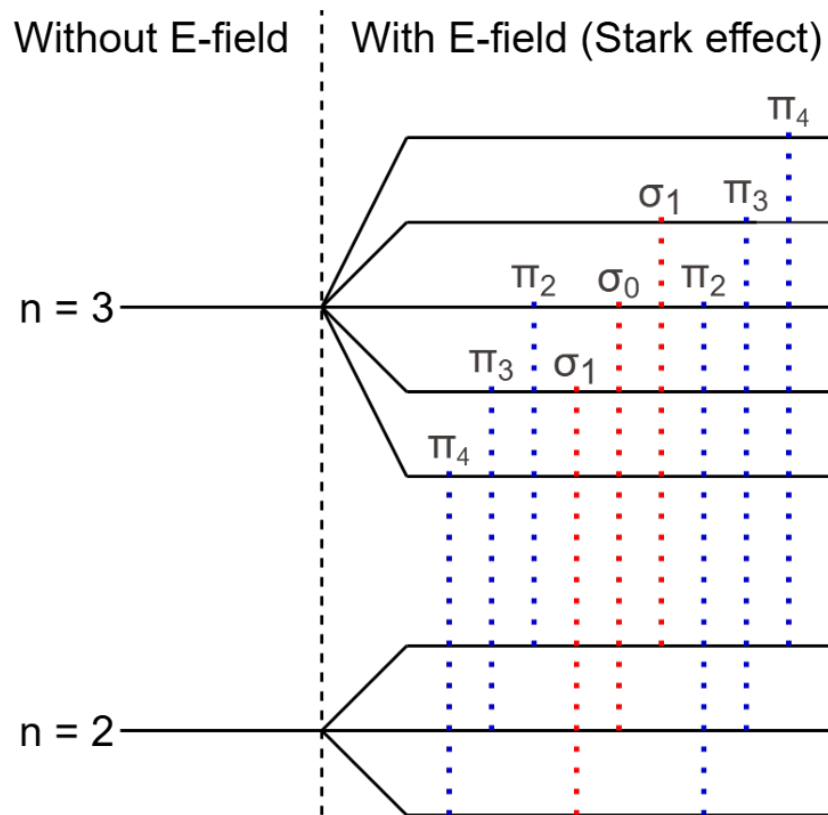 Without E-field
With E-field (Stark effect)
π₄
σ₁
π₃
π₂
σ₀
π₂
n = 3
π₃
σ₁
π₄
n = 2